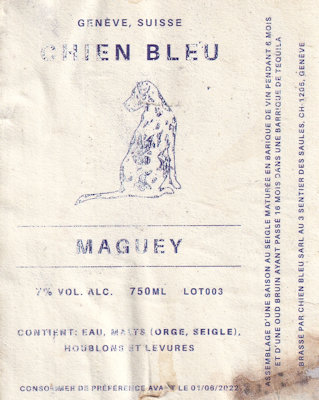 GENÈVE, SUISSE
CHIEN BLEU
MAGUEY
7% VOL. ALC. 750ML LOT003
CONTIENT: EAU, MALTS (ORGE, SEIGLE),
HOUBLONS ET LEVURES
CONSOMMER DE PRÉFÉRENCE AVANT LE 01/06/2022
ASSEMBLAGE D'UNE SAISON AU SEIGLE MATURÉE EN BARIQUE DE VIN PENDANT 6 MOIS
ET D'UNE OUD BRUIN AYANT PASSÉ 16 MOIS DANS UNE BARRIQUE DE TEQUILA
BRASSÉ PAR CHIEN BLEU SARL AU 3 SENTIER DES SAULES, CH-1205, GENÈVE